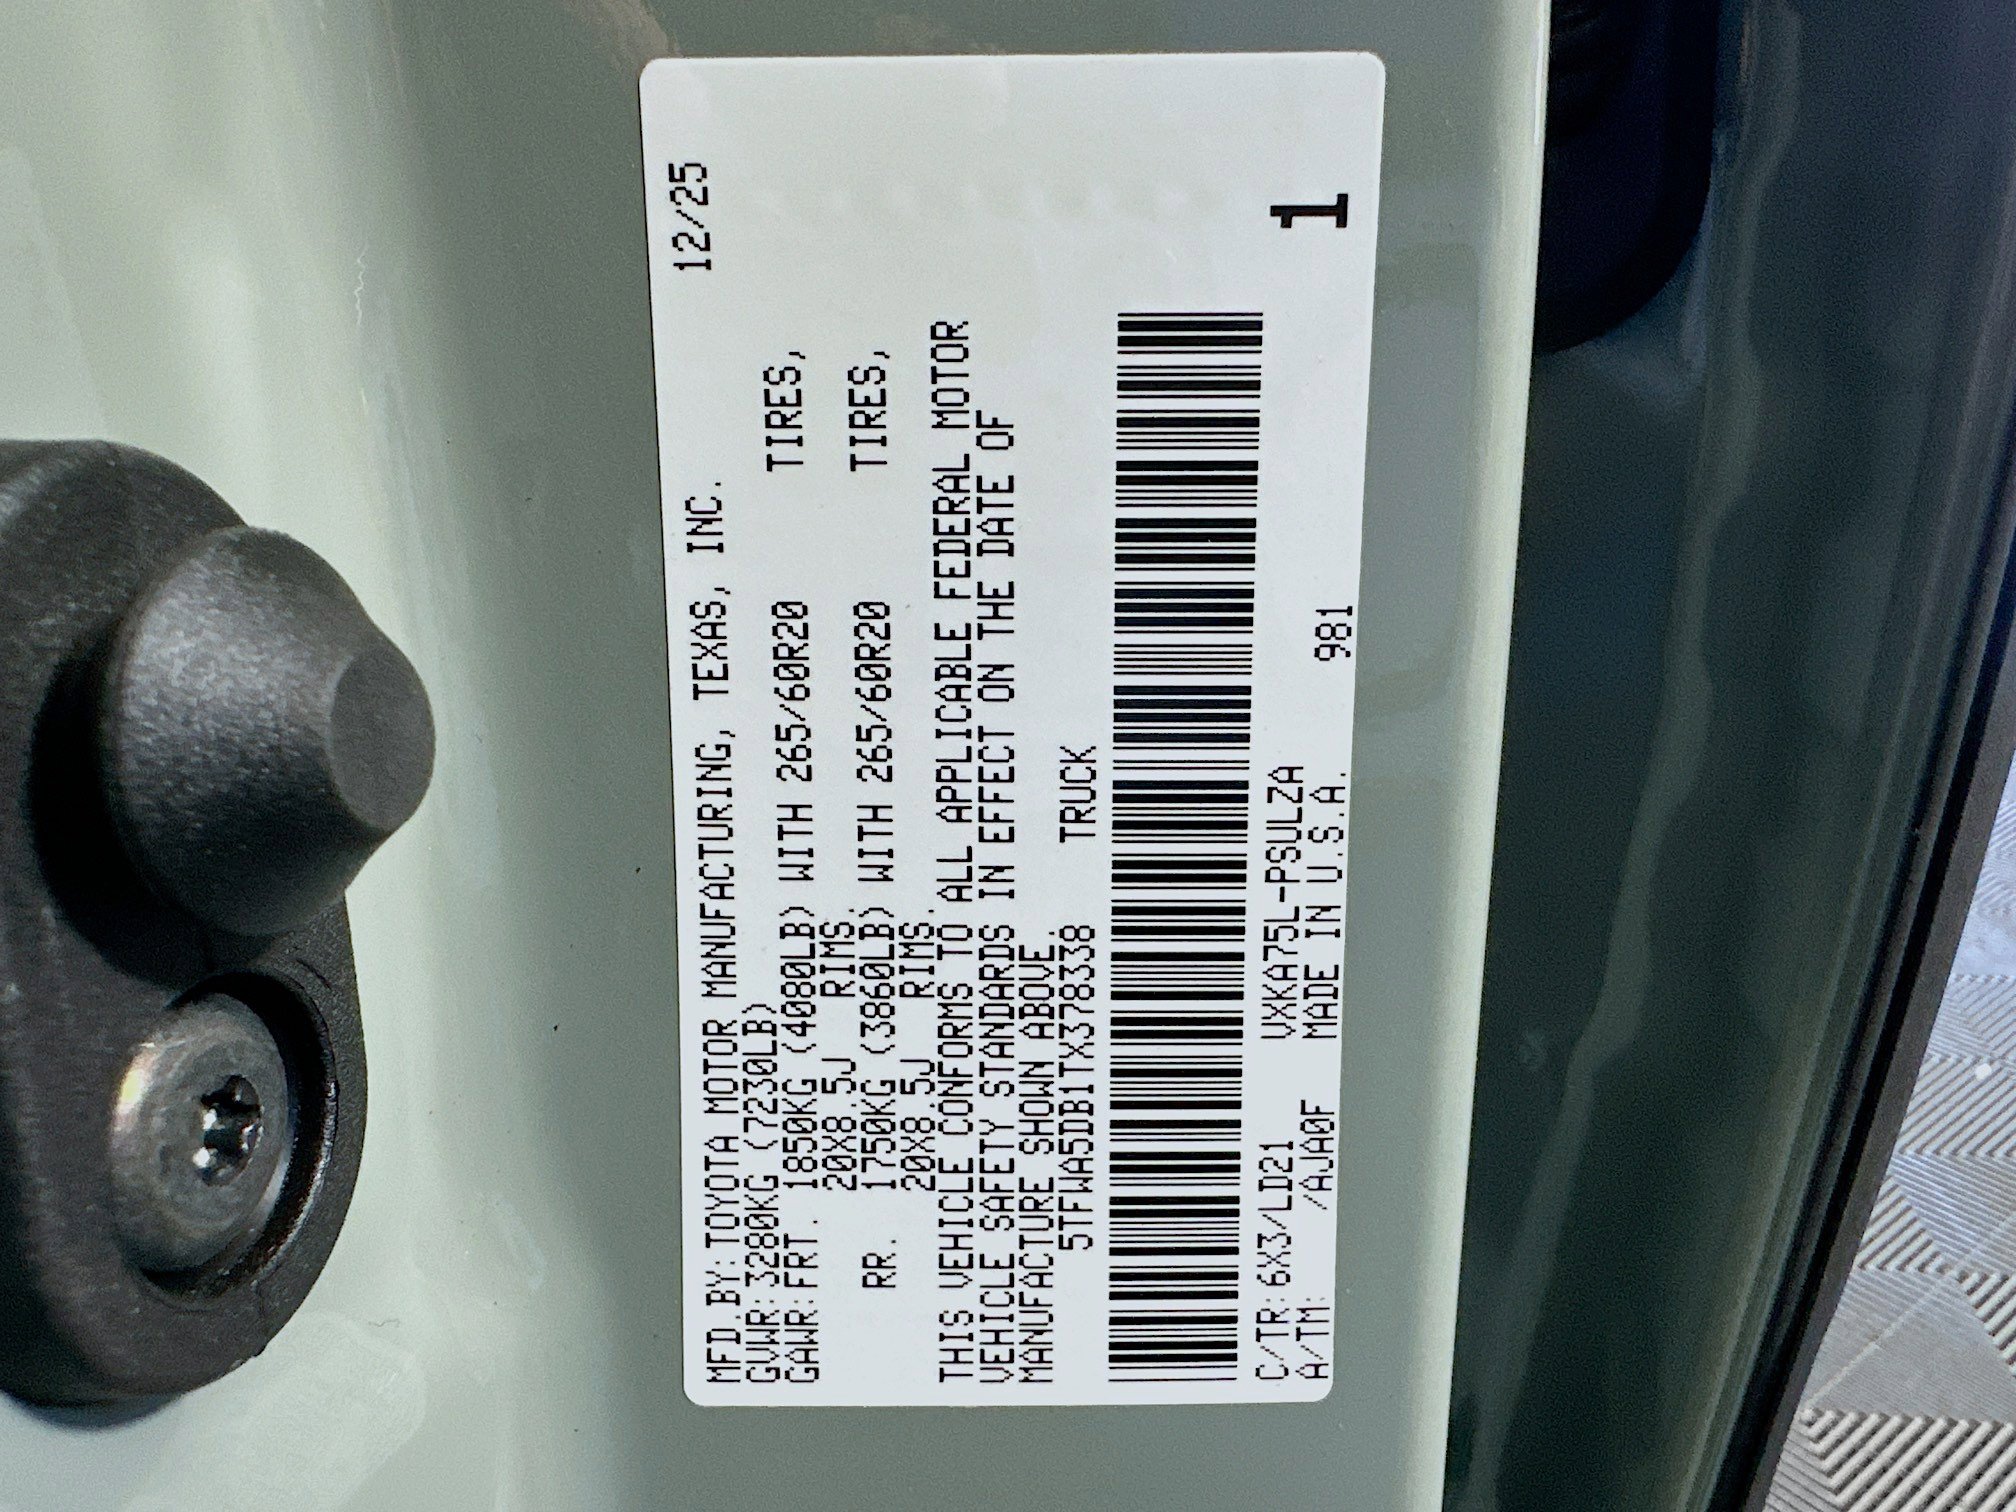 12/25
MFD.BY:TOYOTA MOTOR MANUFACTURING, TEXAS, INC.
GVWR:3280KG (7230LB)
GAWR:FRT. 1850KG (4080LB) WITH 265/60R20 TIRES,
20X8.5J RIMS.
RR. 1750KG (3860LB) WITH 265/60R20 TIRES,
20X8.5J RIMS.
THIS VEHICLE CONFORMS TO ALL APPLICABLE FEDERAL MOTOR
VEHICLE SAFETY STANDARDS IN EFFECT ON THE DATE OF
MANUFACTURE SHOWN ABOVE.
5TFWA5DB1TX378338 TRUCK
C/TR:6X3/LD21 VXKA75L-PSULZA
A/TM: /AJA0F MADE IN U.S.A. 981
1